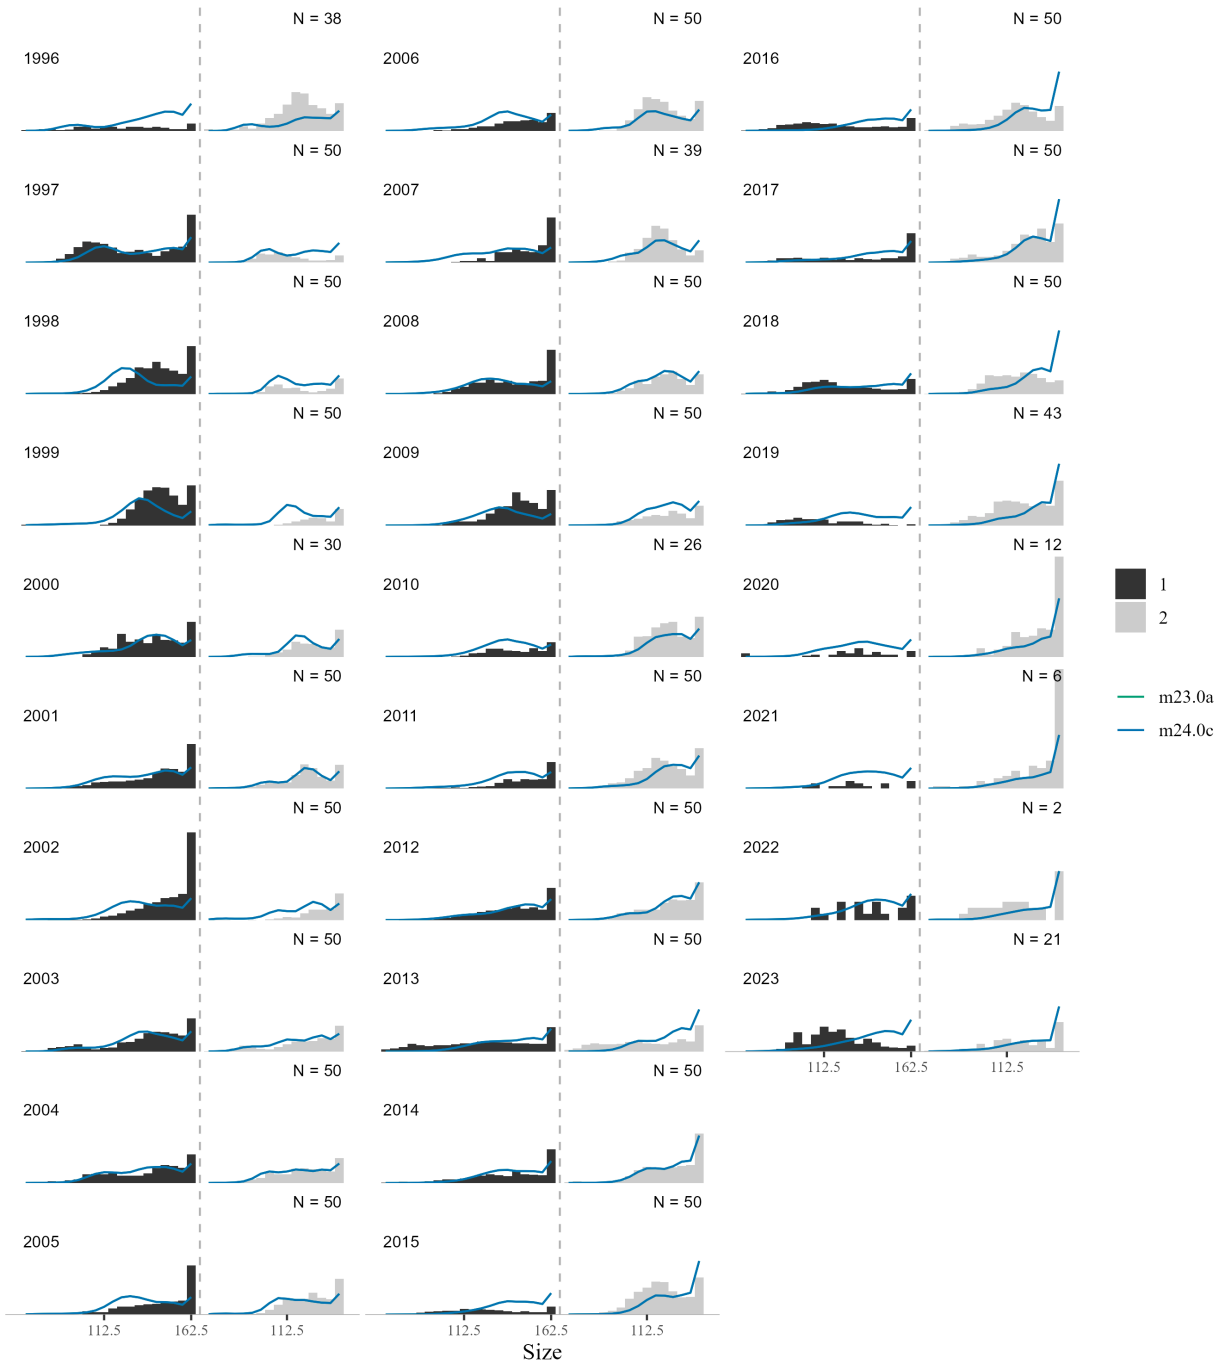 N = 38
N = 50
N = 50
1996
2006
2016
N = 50
N = 39
N = 50
1997
2007
2017
N = 50
N = 50
N = 50
1998
2008
2018
N = 50
N = 50
N = 43
1999
2009
2019
N = 30
N = 26
N = 12
2000
2010
2020
1
2
N = 50
N = 50
N = 6
2001
2011
2021
m23.0a
m24.0c
N = 50
N = 50
N = 2
2002
2012
2022
N = 50
N = 50
N = 21
2003
2013
2023
112.5 162.5 112.5
N = 50
N = 50
2004
2014
N = 50
N = 50
2005
2015
112.5 162.5 112.5 112.5 162.5 112.5
Size